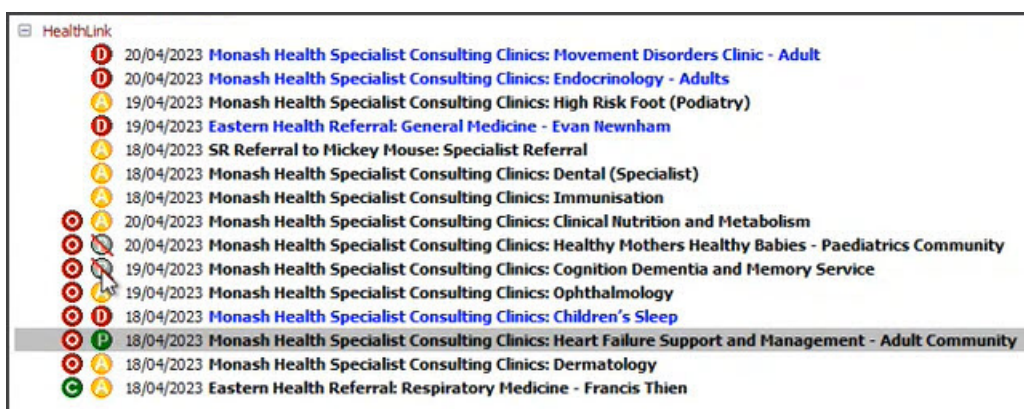 HealthLink
D 20/04/2023 Monash Health Specialist Consulting Clinics: Movement Disorders Clinic - Adult
D 20/04/2023 Monash Health Specialist Consulting Clinics: Endocrinology - Adults
A 19/04/2023 Monash Health Specialist Consulting Clinics: High Risk Foot (Podiatry)
D 19/04/2023 Eastern Health Referral: General Medicine - Evan Newnham
A 18/04/2023 SR Referral to Mickey Mouse: Specialist Referral
A 18/04/2023 Monash Health Specialist Consulting Clinics: Dental (Specialist)
A 18/04/2023 Monash Health Specialist Consulting Clinics: Immunisation
A 20/04/2023 Monash Health Specialist Consulting Clinics: Clinical Nutrition and Metabolism
20/04/2023 Monash Health Specialist Consulting Clinics: Healthy Mothers Healthy Babies - Paediatrics Community
19/04/2023 Monash Health Specialist Consulting Clinics: Cognition Dementia and Memory Service
A 19/04/2023 Monash Health Specialist Consulting Clinics: Ophthalmology
D 18/04/2023 Monash Health Specialist Consulting Clinics: Children's Sleep
P 18/04/2023 Monash Health Specialist Consulting Clinics: Heart Failure Support and Management - Adult Community
A 18/04/2023 Monash Health Specialist Consulting Clinics: Dermatology
C A 18/04/2023 Eastern Health Referral: Respiratory Medicine - Francis Thien